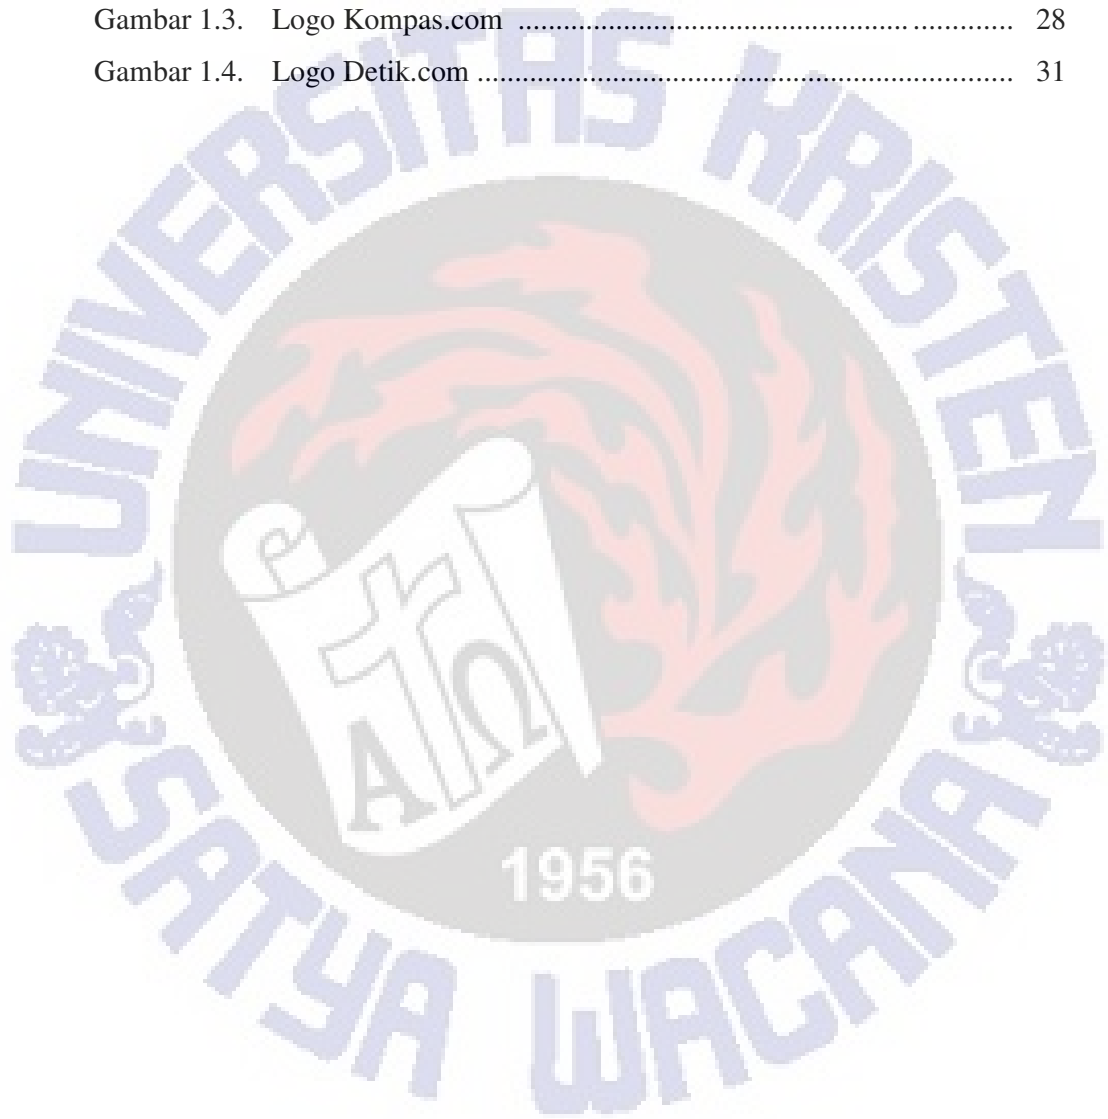 Gambar 1.3. Logo Kompas.com ........................................................................ 28
Gambar 1.4. Logo Detik.com ........................................................................ 31
UNIVERSITAS KRISTEN
Α Ω
1956
SATYA WACANA